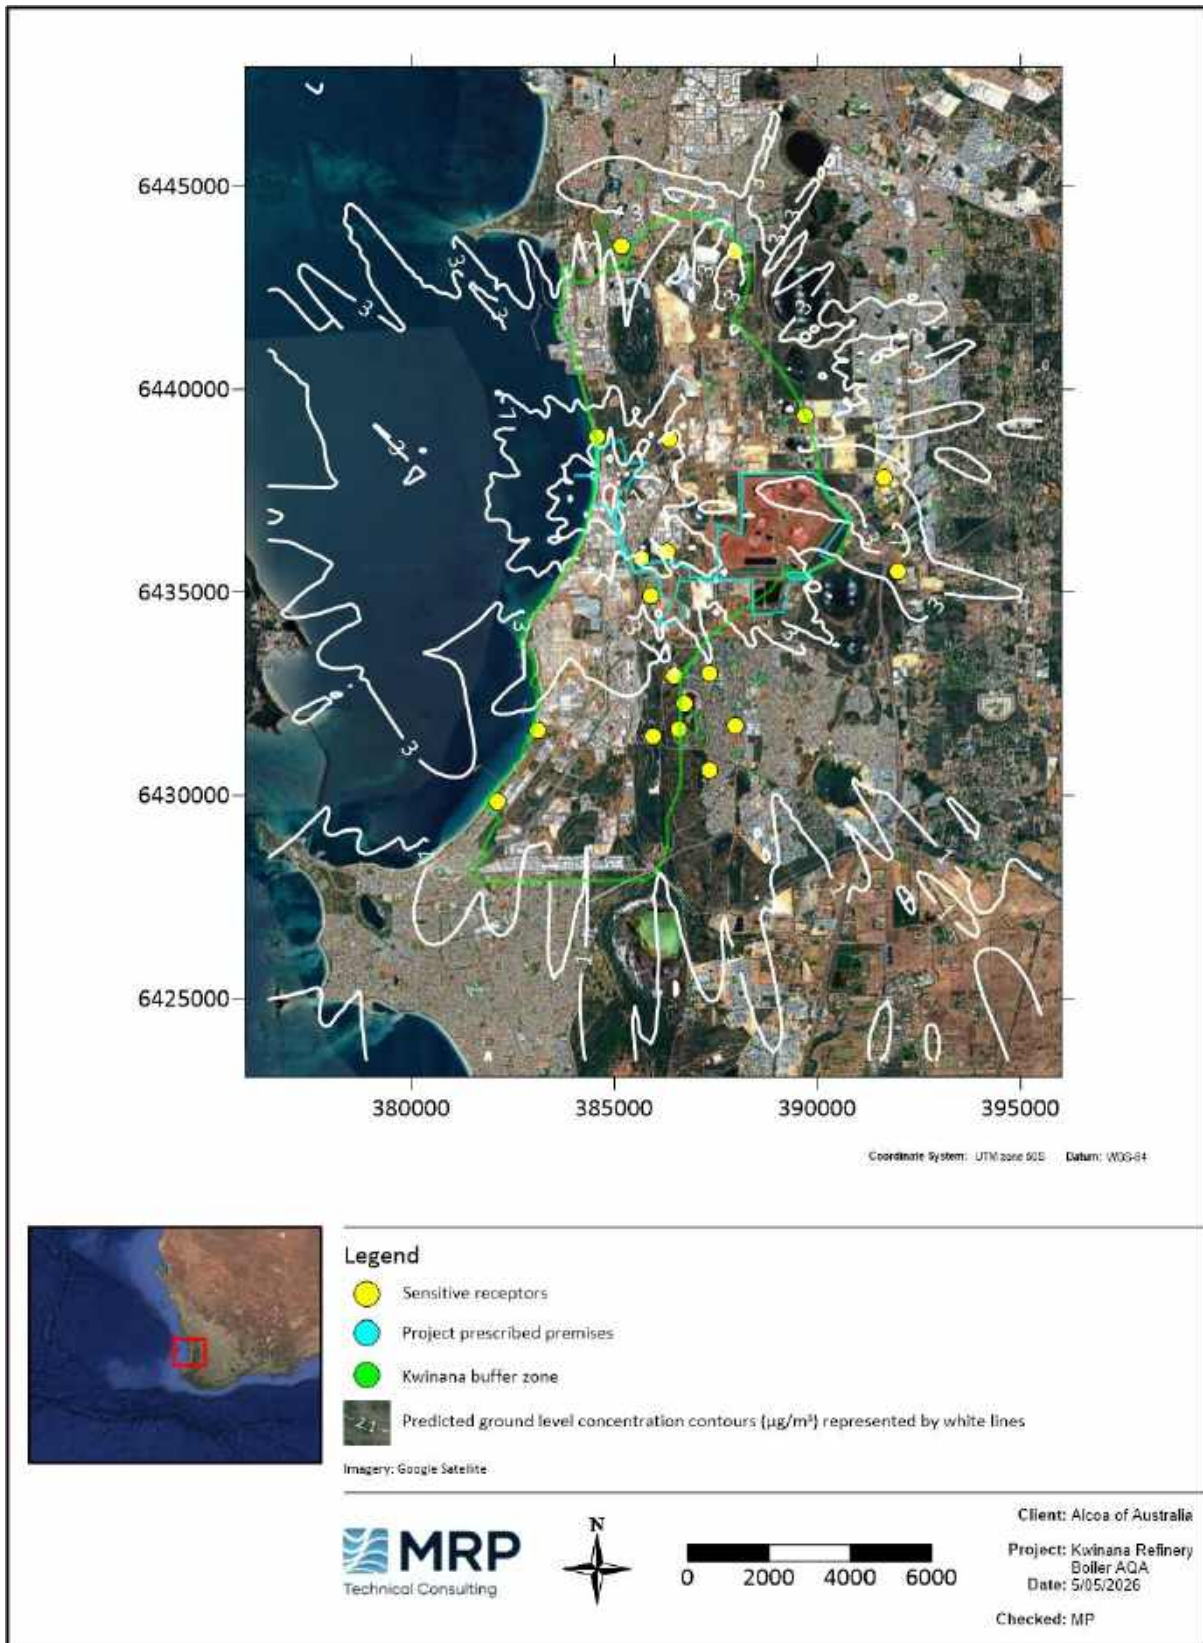 6445000
6440000
6435000
6430000
6425000
380000
385000
390000
395000
Coordinate System: UTM zone 50S Datum: WGS-84
Legend
Sensitive receptors
Project prescribed premises
Kwinana buffer zone
Predicted ground level concentration contours (µg/m³) represented by white lines
Imagery: Google Satellite
MRP
Technical Consulting
N
0 2000 4000 6000
Client: Alcoa of Australia
Project: Kwinana Refinery
Boiler AQA
Date: 5/05/2026
Checked: MP